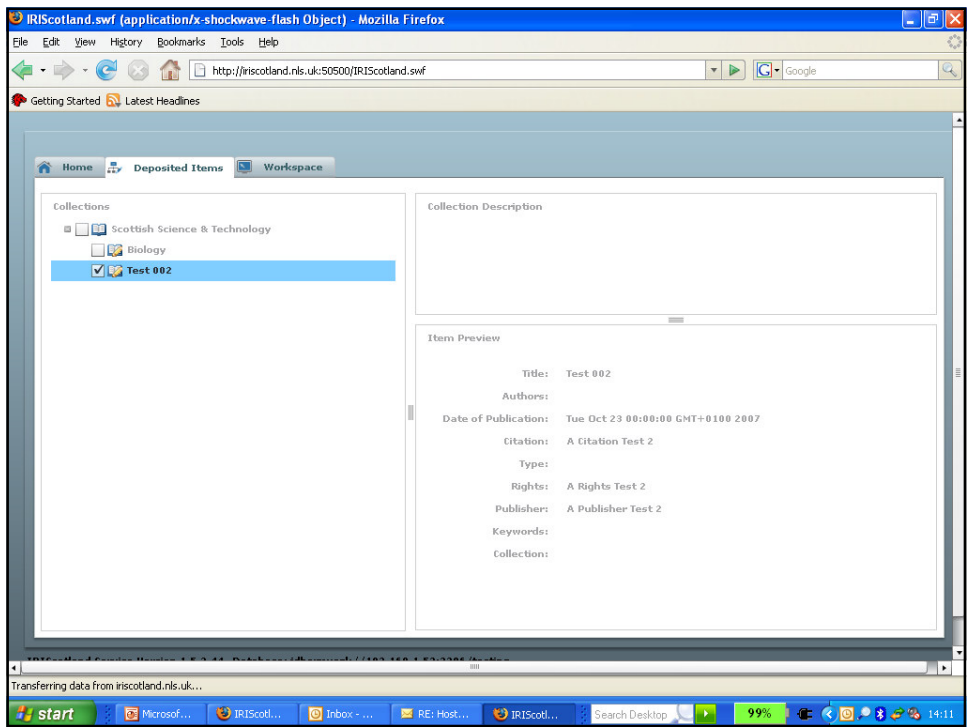 IRIScotland.swf (application/x-shockwave-flash Object) - Mozilla Firefox
File Edit View History Bookmarks Tools Help
http://iriscotland.nls.uk:50500/IRIScotland.swf
G Google
Getting Started Latest Headlines
Home Deposited Items Workspace
Collections
Scottish Science & Technology
Biology
Test 002
Collection Description
Item Preview
Title: Test 002
Authors:
Date of Publication: Tue Oct 23 00:00:00 GMT+0100 2007
Citation: A Citation Test 2
Type:
Rights: A Rights Test 2
Publisher: A Publisher Test 2
Keywords:
Collection:
Transferring data from iriscotland.nls.uk...
start Microsof... IRIScotl... Inbox - ... RE: Host... IRIScotl... Search Desktop 99% 14:11